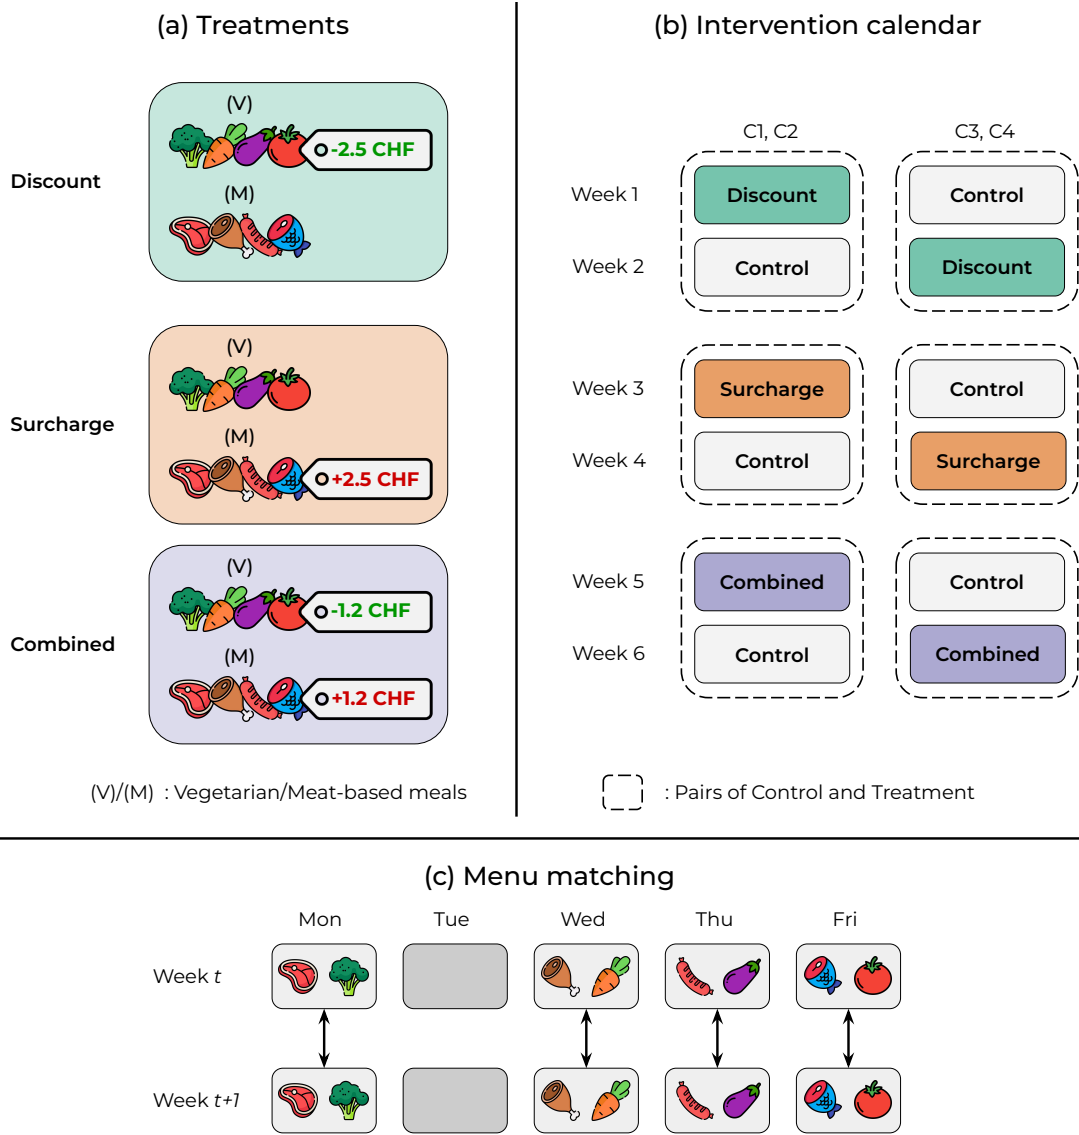 (a) Treatments
Discount
(V)
-2.5 CHF
(M)
Surcharge
(V)
(M)
+2.5 CHF
Combined
(V)
-1.2 CHF
(M)
+1.2 CHF
(V)/(M) : Vegetarian/Meat-based meals
(b) Intervention calendar
C1, C2 C3, C4
Week 1 Discount Control
Week 2 Control Discount
Week 3 Surcharge Control
Week 4 Control Surcharge
Week 5 Combined Control
Week 6 Control Combined
: Pairs of Control and Treatment
(c) Menu matching
Mon Tue Wed Thu Fri
Week t
Week t+1